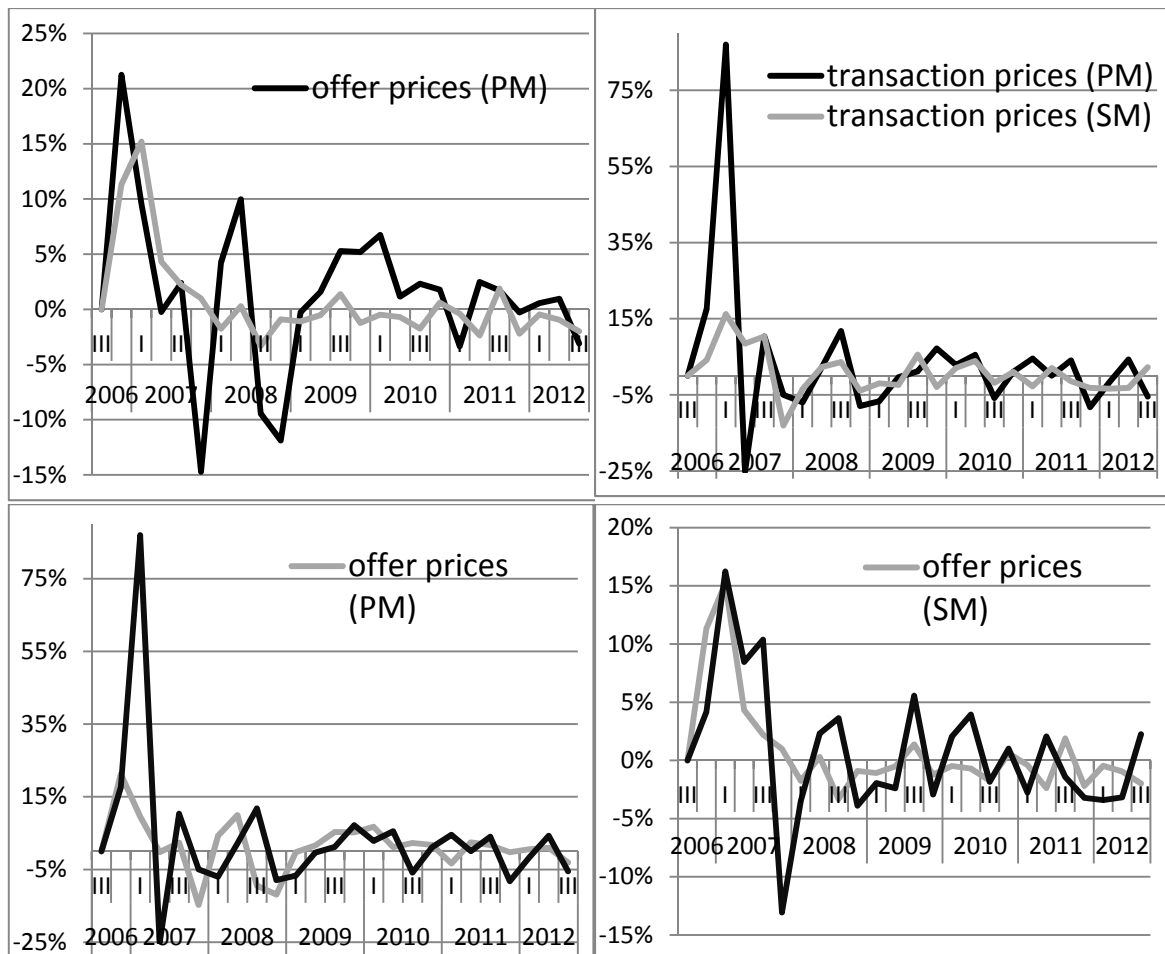 25%
offer prices (PM)
20%
15%
10%
5%
0%
III I III I III I III I III I III I III
-5%
2006 2007 2008 2009 2010 2011 2012
-10%
-15%
75%
transaction prices (PM)
transaction prices (SM)
55%
35%
15%
-5%
III I III I III I III I III I III I III
-25%
2006 2007 2008 2009 2010 2011 2012
75%
offer prices
(PM)
55%
35%
15%
-5%
III I III I III I III I III I III I III
-25%
2006 2007 2008 2009 2010 2011 2012
20%
offer prices
(SM)
15%
10%
5%
0%
III I III I III I III I III I III I III
-5%
2006 2007 2008 2009 2010 2011 2012
-10%
-15%